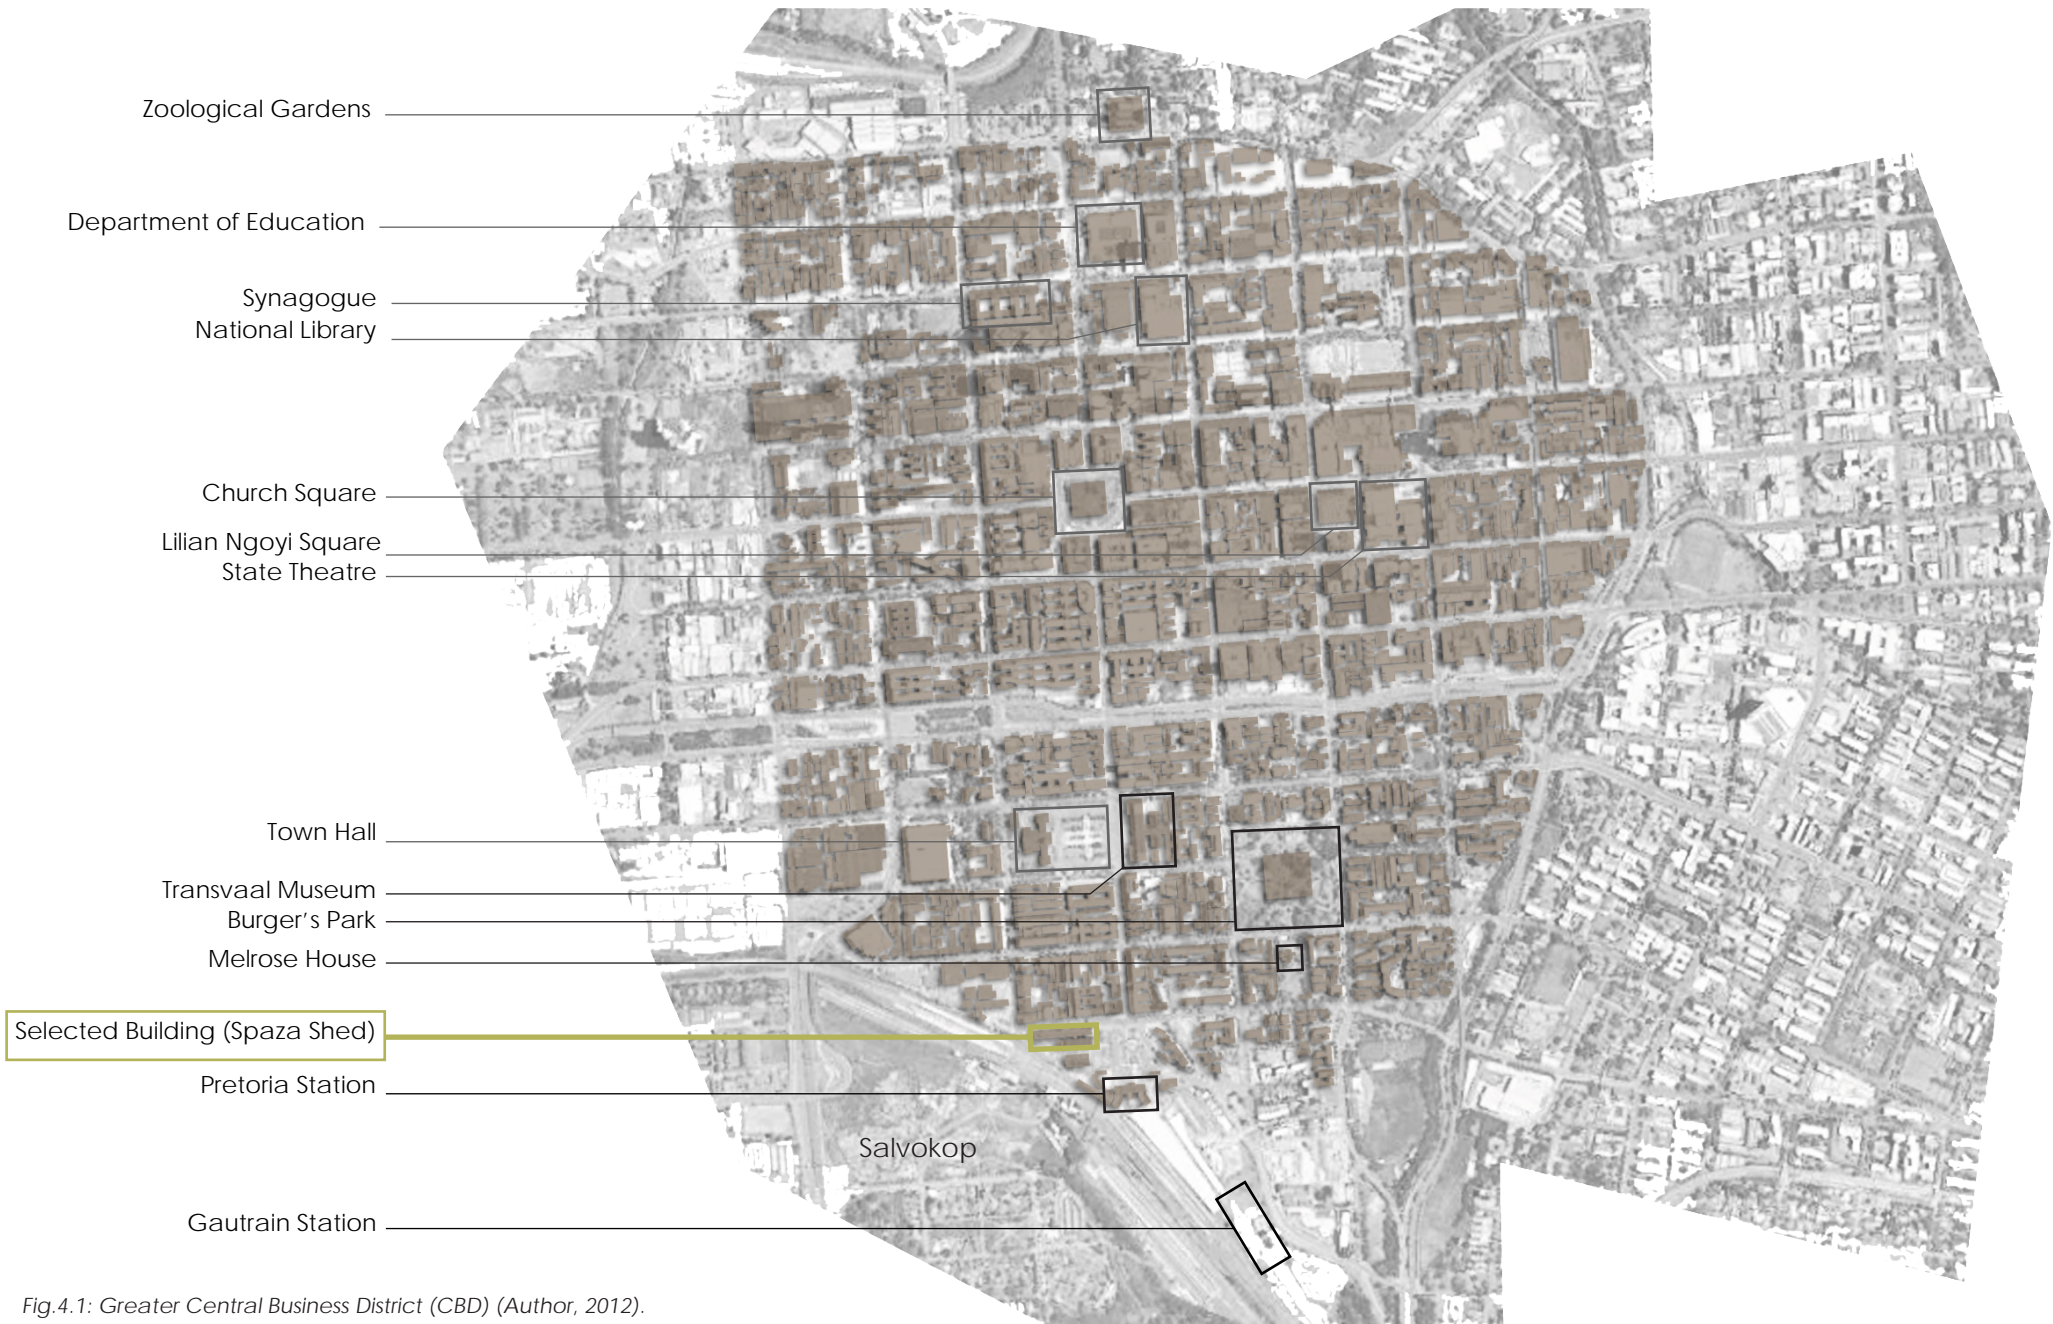 Zoological Gardens
Department of Education
Synagogue
National Library
Church Square
Lilian Ngoyi Square
State Theatre
Town Hall
Transvaal Museum
Burger’s Park
Melrose House
Selected Building (Spaza Shed)
Pretoria Station
Salvokop
Gautrain Station
Fig.4.1: Greater Central Business District (CBD) (Author, 2012).